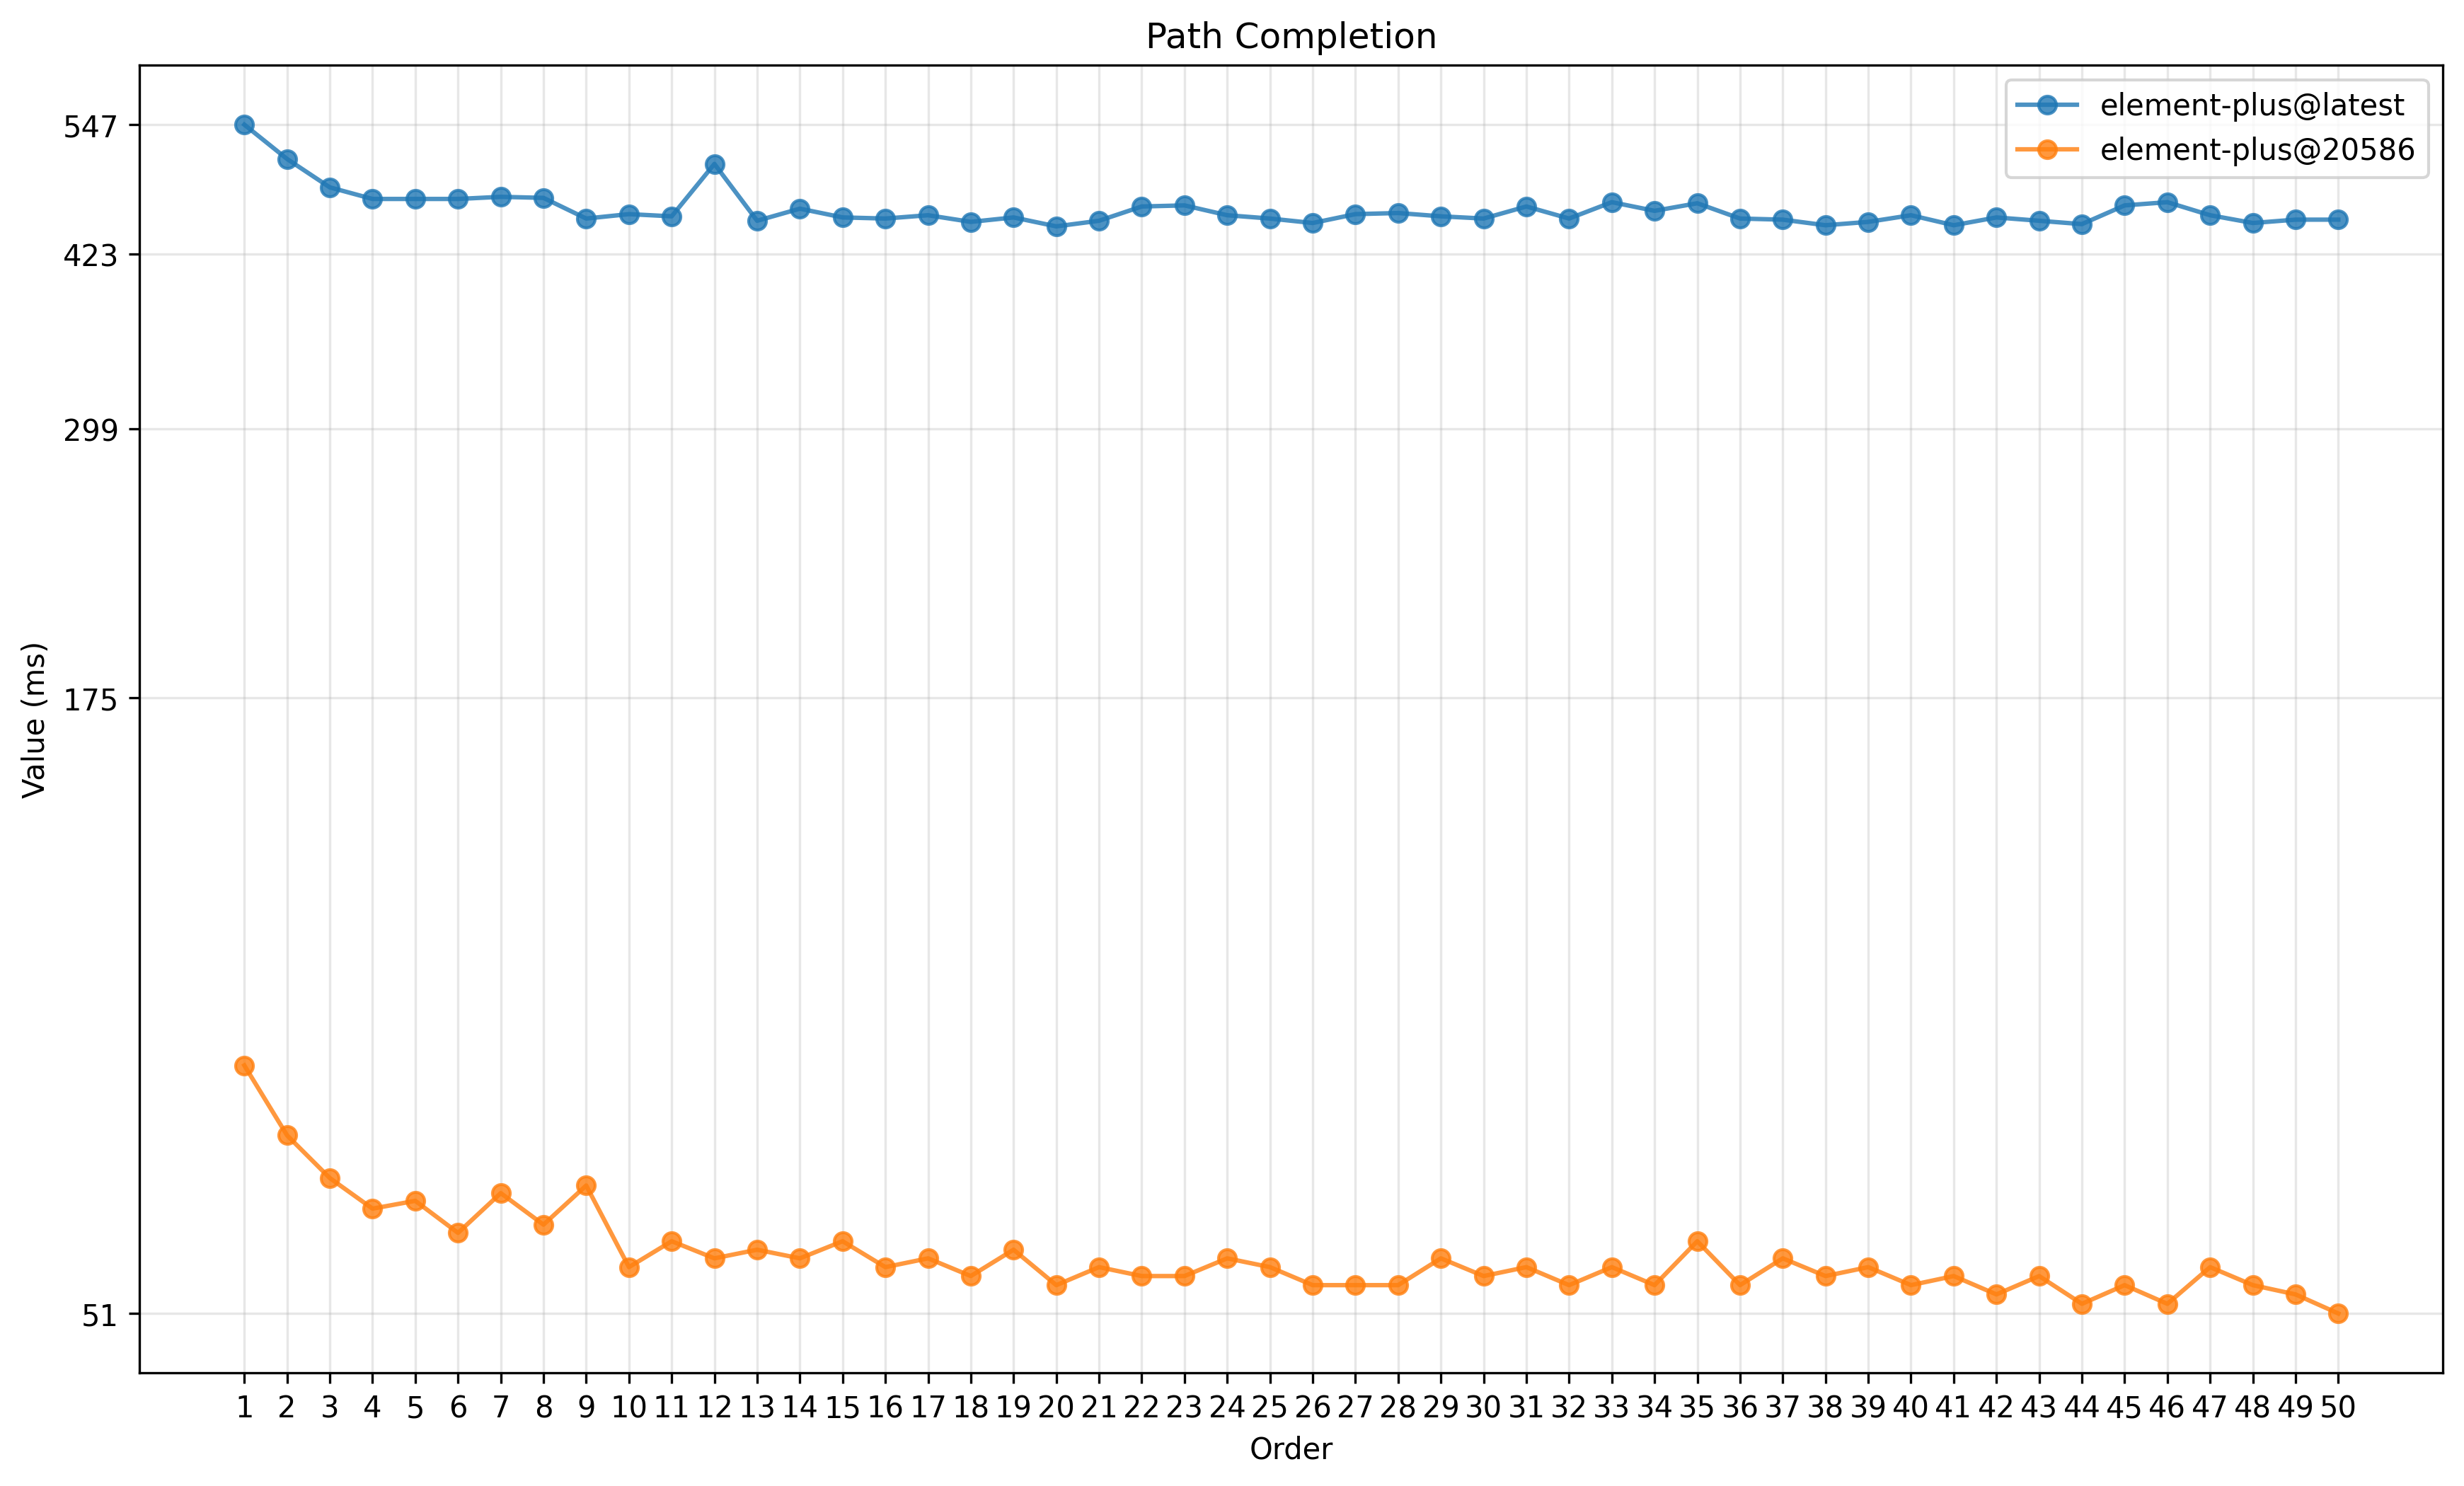 Path Completion
element-plus@latest
element-plus@20586
Value (ms)
547
423
299
175
51
1 2 3 4 5 6 7 8 9 10 11 12 13 14 15 16 17 18 19 20 21 22 23 24 25 26 27 28 29 30 31 32 33 34 35 36 37 38 39 40 41 42 43 44 45 46 47 48 49 50
Order